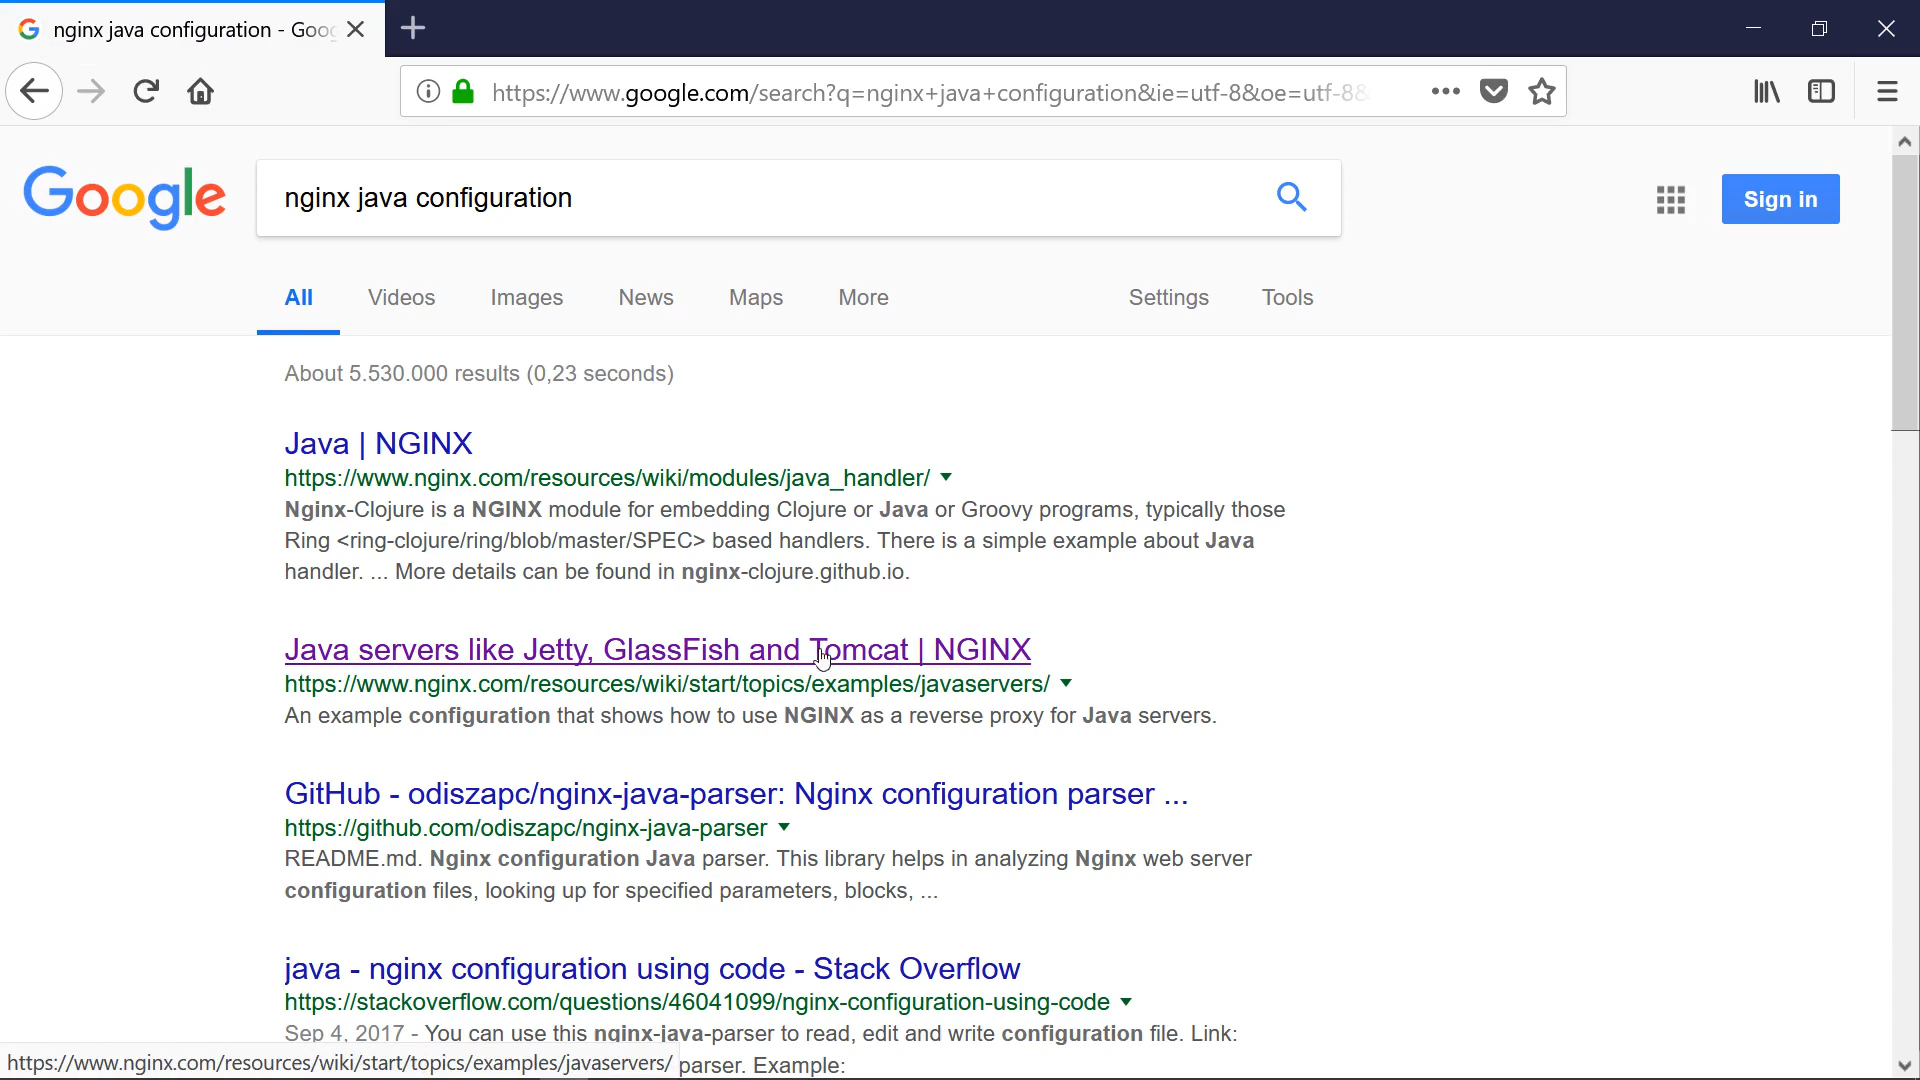 nginx java configuration - Goo
https://www.google.com/search?q=nginx+java+configuration&ie=utf-8&oe=utf-8&
Google
nginx java configuration
Sign in
All Videos Images News Maps More Settings Tools
About 5.530.000 results (0,23 seconds)
Java | NGINX
https://www.nginx.com/resources/wiki/modules/java_handler/
Nginx-Clojure is a NGINX module for embedding Clojure or Java or Groovy programs, typically those
Ring <ring-clojure/ring/blob/master/SPEC> based handlers. There is a simple example about Java
handler. ... More details can be found in nginx-clojure.github.io.
Java servers like Jetty, GlassFish and Tomcat | NGINX
https://www.nginx.com/resources/wiki/start/topics/examples/javaservers/
An example configuration that shows how to use NGINX as a reverse proxy for Java servers.
GitHub - odiszapc/nginx-java-parser: Nginx configuration parser ...
https://github.com/odiszapc/nginx-java-parser
README.md. Nginx configuration Java parser. This library helps in analyzing Nginx web server
configuration files, looking up for specified parameters, blocks, ...
java - nginx configuration using code - Stack Overflow
https://stackoverflow.com/questions/46041099/nginx-configuration-using-code
Sep 4, 2017 - You can use this nginx-java-parser to read, edit and write configuration file. Link:
https://www.nginx.com/resources/wiki/start/topics/examples/javaservers/ parser. Example: